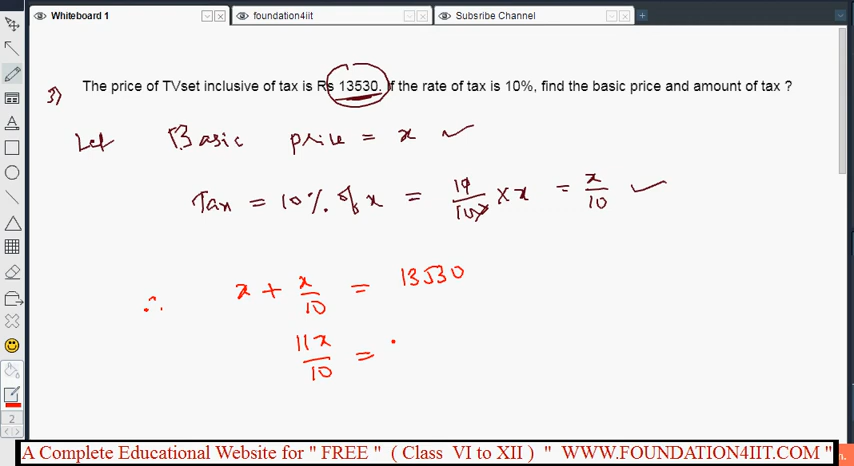 Whiteboard 1
foundation4iit
Subsribe Channel
3) The price of TVset inclusive of tax is Rs 13530. If the rate of tax is 10%, find the basic price and amount of tax ?
Let Basic price = x ✓
Tax = 10% of x = 10/100 × x = x/10 ✓
∴ x + x/10 = 13530
11x/10 =
2
A Complete Educational Website for " FREE " ( Class VI to XII ) " WWW.FOUNDATION4IIT.COM "